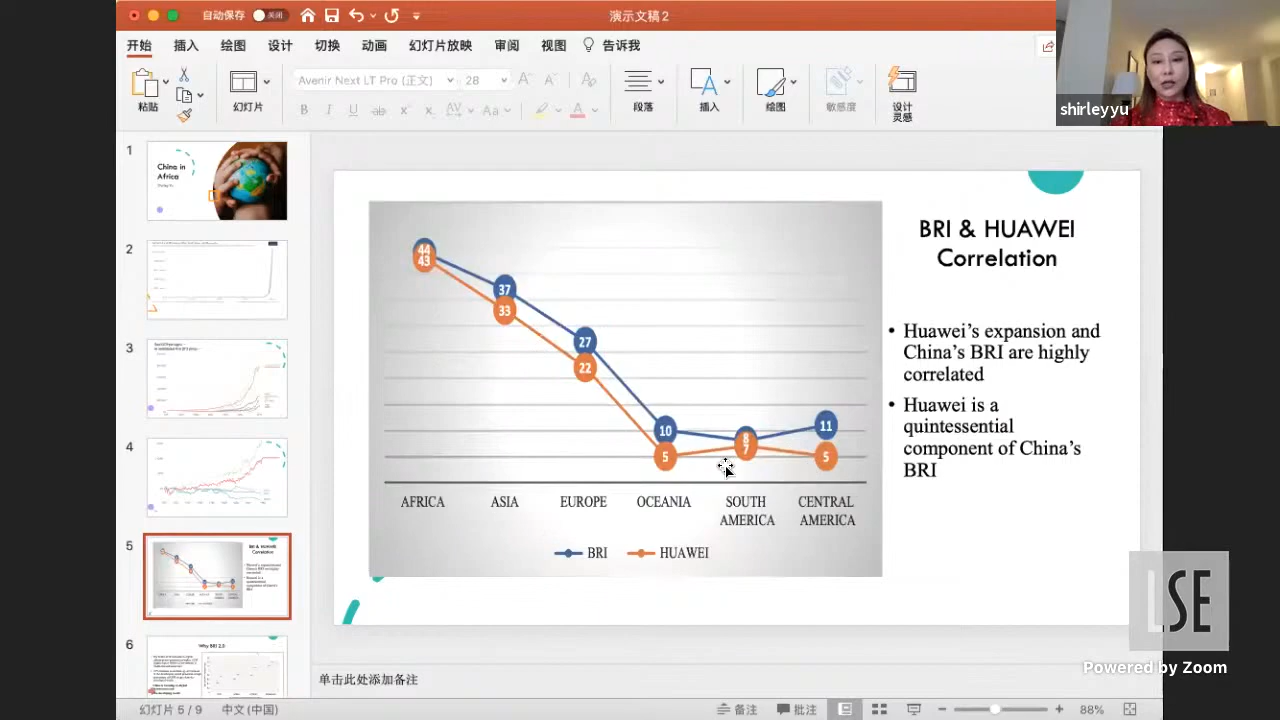 自动保存 关闭
演示文稿2
开始 插入 绘图 设计 切换 动画 幻灯片放映 审阅 视图 告诉我
粘贴
幻灯片
Avenir Next LT Pro (正文) 28
段落
插入
绘图
敏感度
设计
灵感
shirleyyu
1
China in
Africa
2
3
4
5
BRI & HUAWEI
Correlation
6
Why BRI 2.0
44
43
37
33
27
22
10
5
8
7
11
5
AFRICA ASIA EUROPE OCEANIA SOUTH AMERICA CENTRAL AMERICA
BRI HUAWEI
BRI & HUAWEI
Correlation
• Huawei’s expansion and
China’s BRI are highly
correlated
• Huawei is a
quintessential
component of China’s
BRI
LSE
Powered by Zoom
单击此处添加备注
幻灯片 5 / 9 中文 (中国) 备注 批注 88%